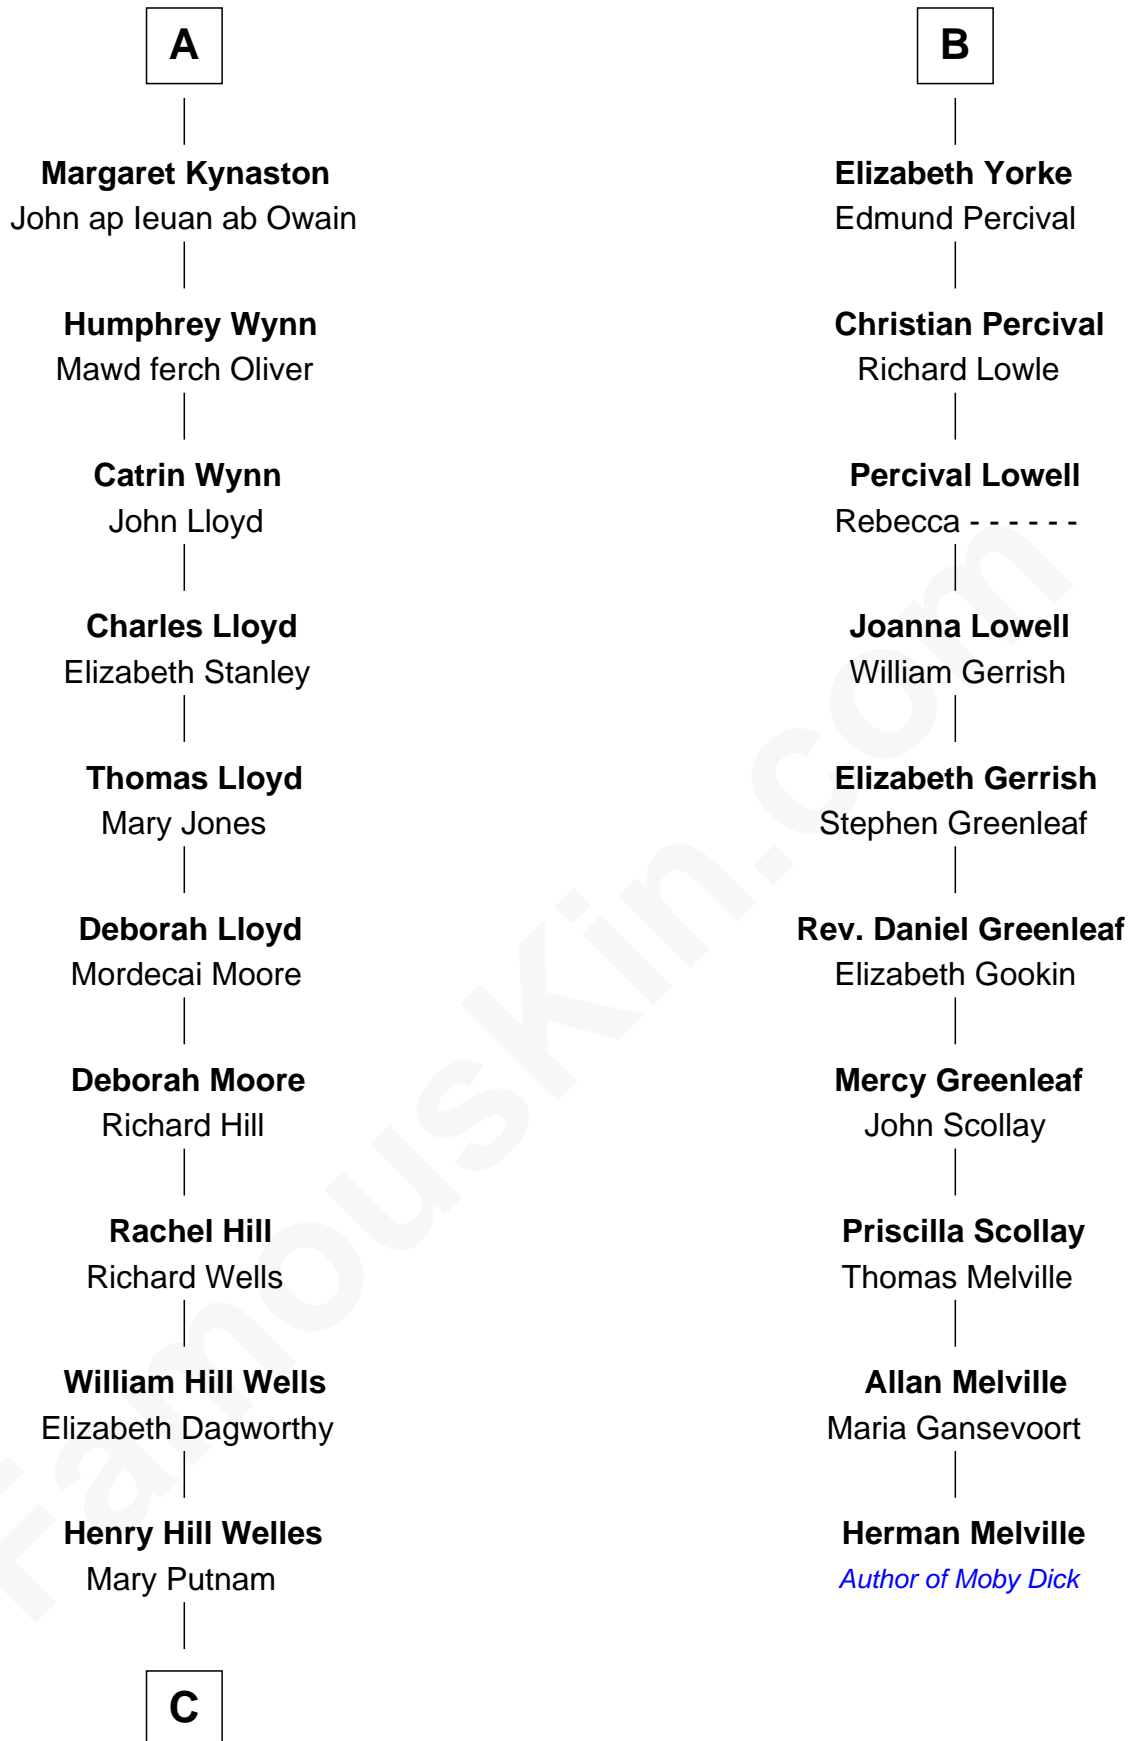 A
Margaret Kynaston
John ap Ieuan ab Owain
Humphrey Wynn
Mawd ferch Oliver
Catrin Wynn
John Lloyd
Charles Lloyd
Elizabeth Stanley
Thomas Lloyd
Mary Jones
Deborah Lloyd
Mordecai Moore
Deborah Moore
Richard Hill
Rachel Hill
Richard Wells
William Hill Wells
Elizabeth Dagworthy
Henry Hill Welles
Mary Putnam
C
B
Elizabeth Yorke
Edmund Percival
Christian Percival
Richard Lowle
Percival Lowell
Rebecca - - - - - -
Joanna Lowell
William Gerrish
Elizabeth Gerrish
Stephen Greenleaf
Rev. Daniel Greenleaf
Elizabeth Gookin
Mercy Greenleaf
John Scollay
Priscilla Scollay
Thomas Melville
Allan Melville
Maria Gansevoort
Herman Melville
Author of Moby Dick
FamousKin.com